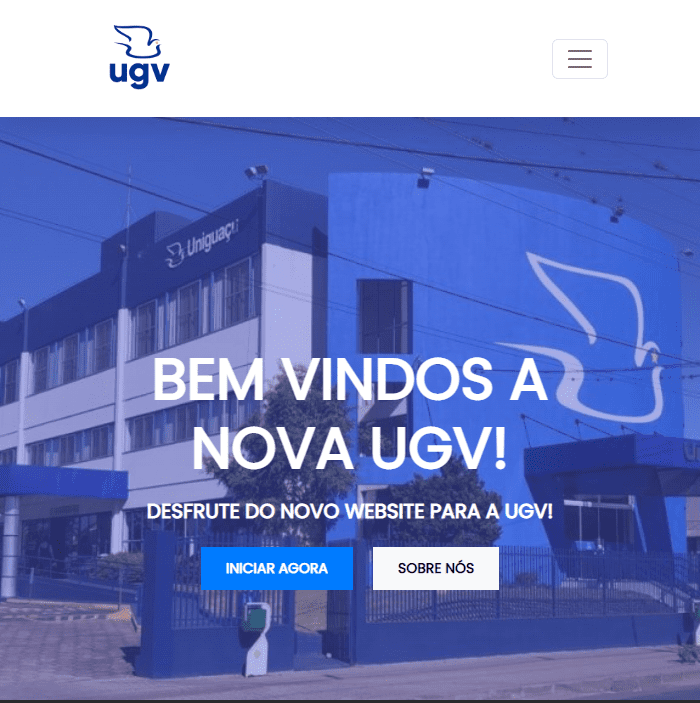 ugv
Uniguaçu
BEM VINDOS A
NOVA UGV!
DESFRUTE DO NOVO WEBSITE PARA A UGV!
INICIAR AGORA
SOBRE NÓS